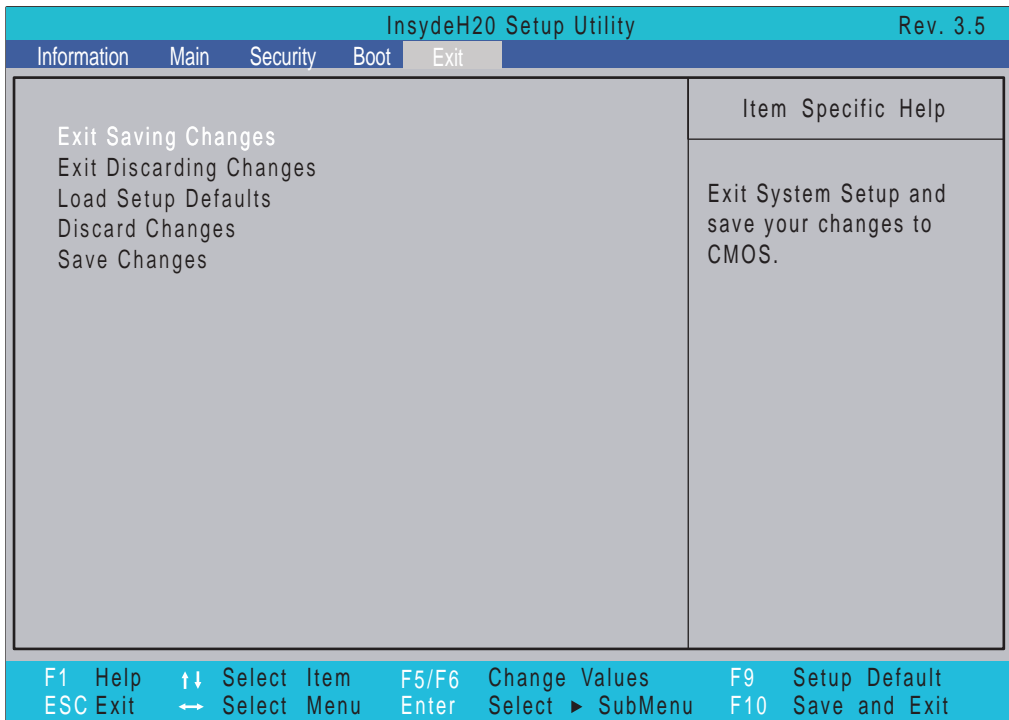 InsydeH20 Setup Utility Rev. 3.5
Information Main Security Boot Exit
Exit Saving Changes
Exit Discarding Changes
Load Setup Defaults
Discard Changes
Save Changes
Item Specific Help
Exit System Setup and
save your changes to
CMOS.
F1 Help ↑↓ Select Item F5/F6 Change Values F9 Setup Default
ESC Exit ↔ Select Menu Enter Select ► SubMenu F10 Save and Exit